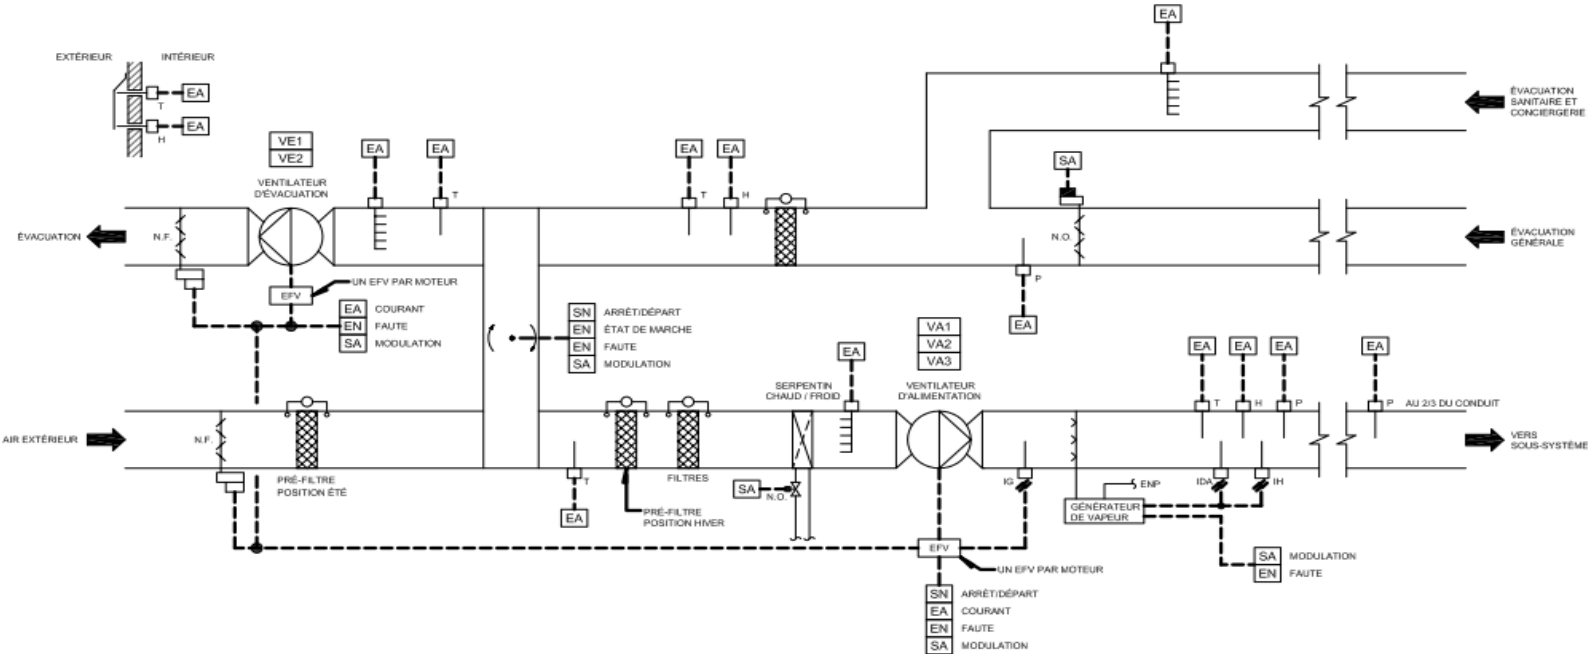 EA
EXTÉRIEUR
INTÉRIEUR
EA
T
EA
H
ÉVACUATION
SANITAIRE ET
CONCIERGERIE
VE1
VE2
VENTILATEUR
D'ÉVACUATION
EA
EA
T
EA
EA
T
H
SA
N.O.
ÉVACUATION
N.F.
ÉVACUATION
GÉNÉRALE
P
EA
EFV
UN EFV PAR MOTEUR
EA COURANT
EN FAUTE
SA MODULATION
SN ARRÊT/DÉPART
EN ÉTAT DE MARCHE
EN FAUTE
SA MODULATION
VA1
VA2
VA3
VENTILATEUR
D'ALIMENTATION
EA
SERPENTIN
CHAUD / FROID
EA
EA
EA
EA
T
H
P
P
AU 2/3 DU CONDUIT
AIR EXTÉRIEUR
N.F.
VERS
SOUS-SYSTÈME
PRÉ-FILTRE
POSITION ÉTÉ
T
EA
FILTRES
PRÉ-FILTRE
POSITION HIVER
SA
N.O.
IG
ENP
IDA
IH
GÉNÉRATEUR
DE VAPEUR
EFV
UN EFV PAR MOTEUR
SA MODULATION
EN FAUTE
SN ARRÊT/DÉPART
EA COURANT
EN FAUTE
SA MODULATION